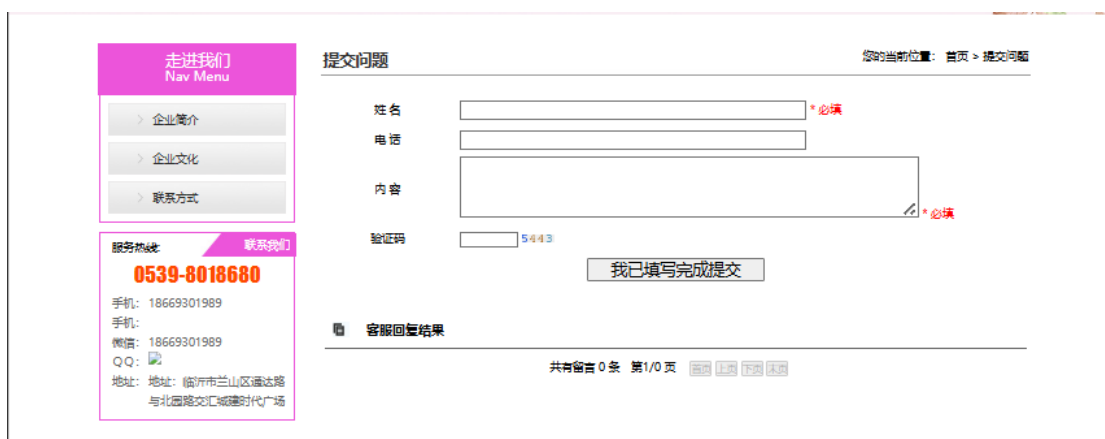 走进我们
Nav Menu
企业简介
企业文化
联系方式
服务热线:
联系我们
0539-8018680
手机: 18669301989
手机:
微信: 18669301989
QQ:
地址: 地址: 临沂市兰山区通达路
与北园路交汇城建时代广场
提交问题
您的当前位置: 首页 > 提交问题
姓名
* 必填
电话
内容
* 必填
验证码
5443
我已填写完成提交
客服回复结果
共有留言 0 条 第1/0 页 首页 上页 下页 末页